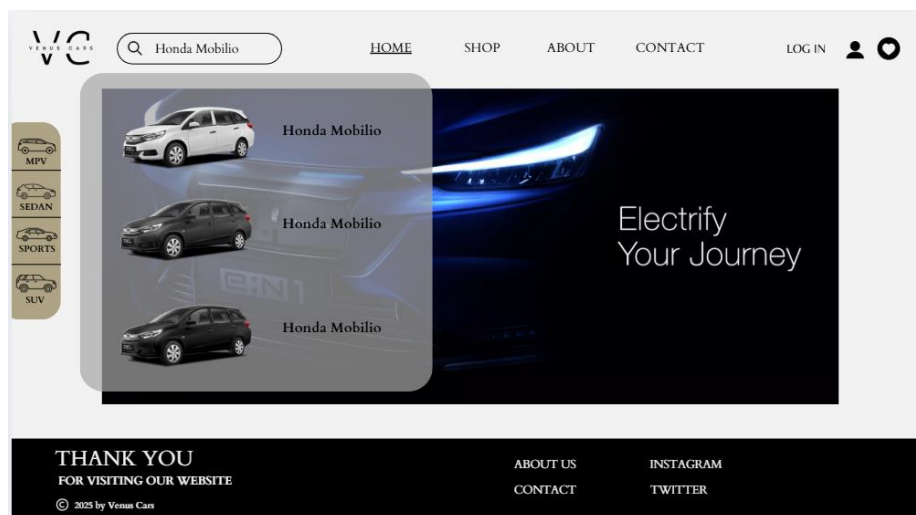 VC
VENUS CARS
Honda Mobilio
HOME
SHOP
ABOUT
CONTACT
LOG IN
MPV
SEDAN
SPORTS
SUV
Honda Mobilio
Honda Mobilio
Honda Mobilio
e:N1
Electrify
Your Journey
THANK YOU
FOR VISITING OUR WEBSITE
© 2025 by Venus Cars
ABOUT US
CONTACT
INSTAGRAM
TWITTER